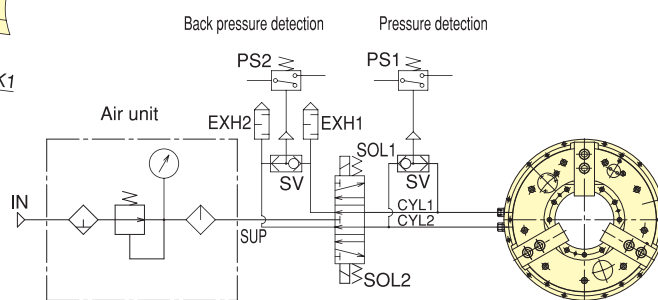 Back pressure detection
Pressure detection
PS2
PS1
Air unit
EXH2
EXH1
SOL1
SV
SV
IN
CYL1
CYL2
SUP
SOL2